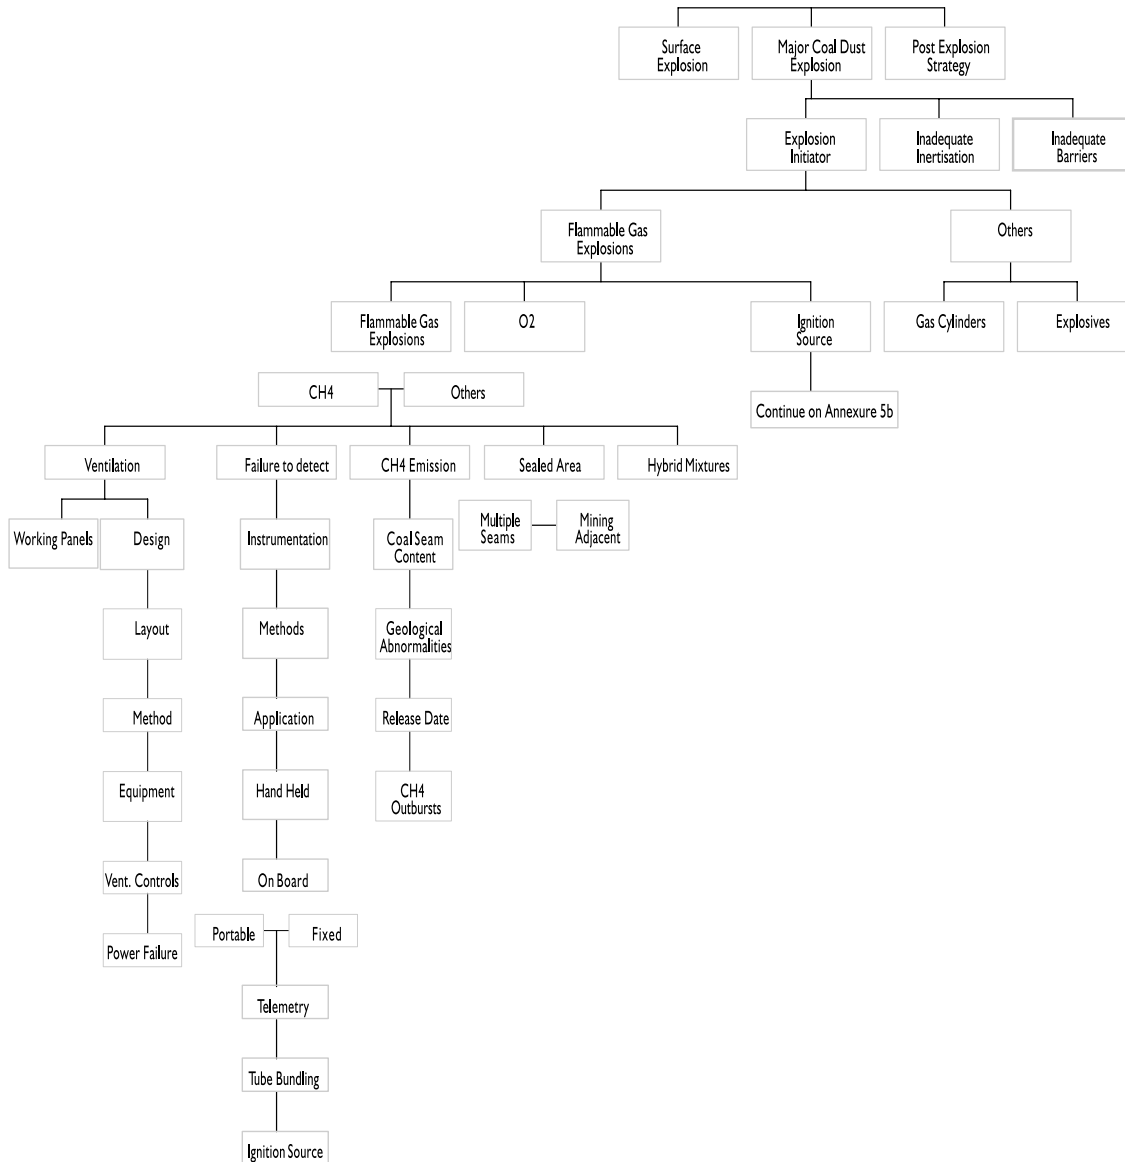 Surface
Explosion
Major Coal Dust
Explosion
Post Explosion
Strategy
Explosion
Initiator
Inadequate
Inertisation
Inadequate
Barriers
Flammable Gas
Explosions
Others
Flammable Gas
Explosions
O2
Ignition
Source
Gas Cylinders
Explosives
CH4
Others
Continue on Annexure 5b
Ventilation
Failure to detect
CH4 Emission
Sealed Area
Hybrid Mixtures
Working Panels
Design
Instrumentation
Coal Seam
Content
Multiple
Seams
Mining
Adjacent
Layout
Methods
Geological
Abnormalities
Method
Application
Release Date
Equipment
Hand Held
CH4
Outbursts
Vent. Controls
On Board
Portable
Fixed
Power Failure
Telemetry
Tube Bundling
Ignition Source